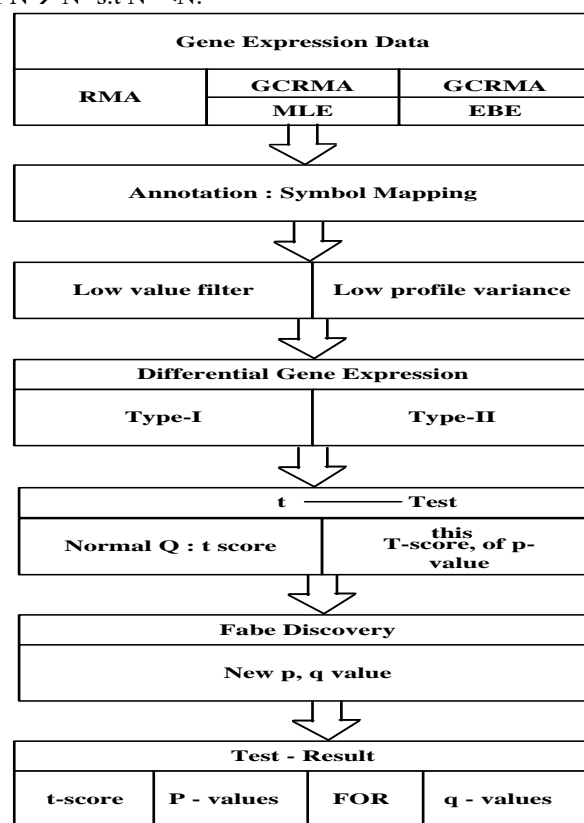 Gene Expression Data
RMA
GCRMA
MLE
GCRMA
EBE
Annotation : Symbol Mapping
Low value filter
Low profile variance
Differential Gene Expression
Type-I
Type-II
t Test
Normal Q : t score
this
T-score, of p-
value
Fabe Discovery
New p, q value
Test - Result
t-score
P - values
FOR
q - values